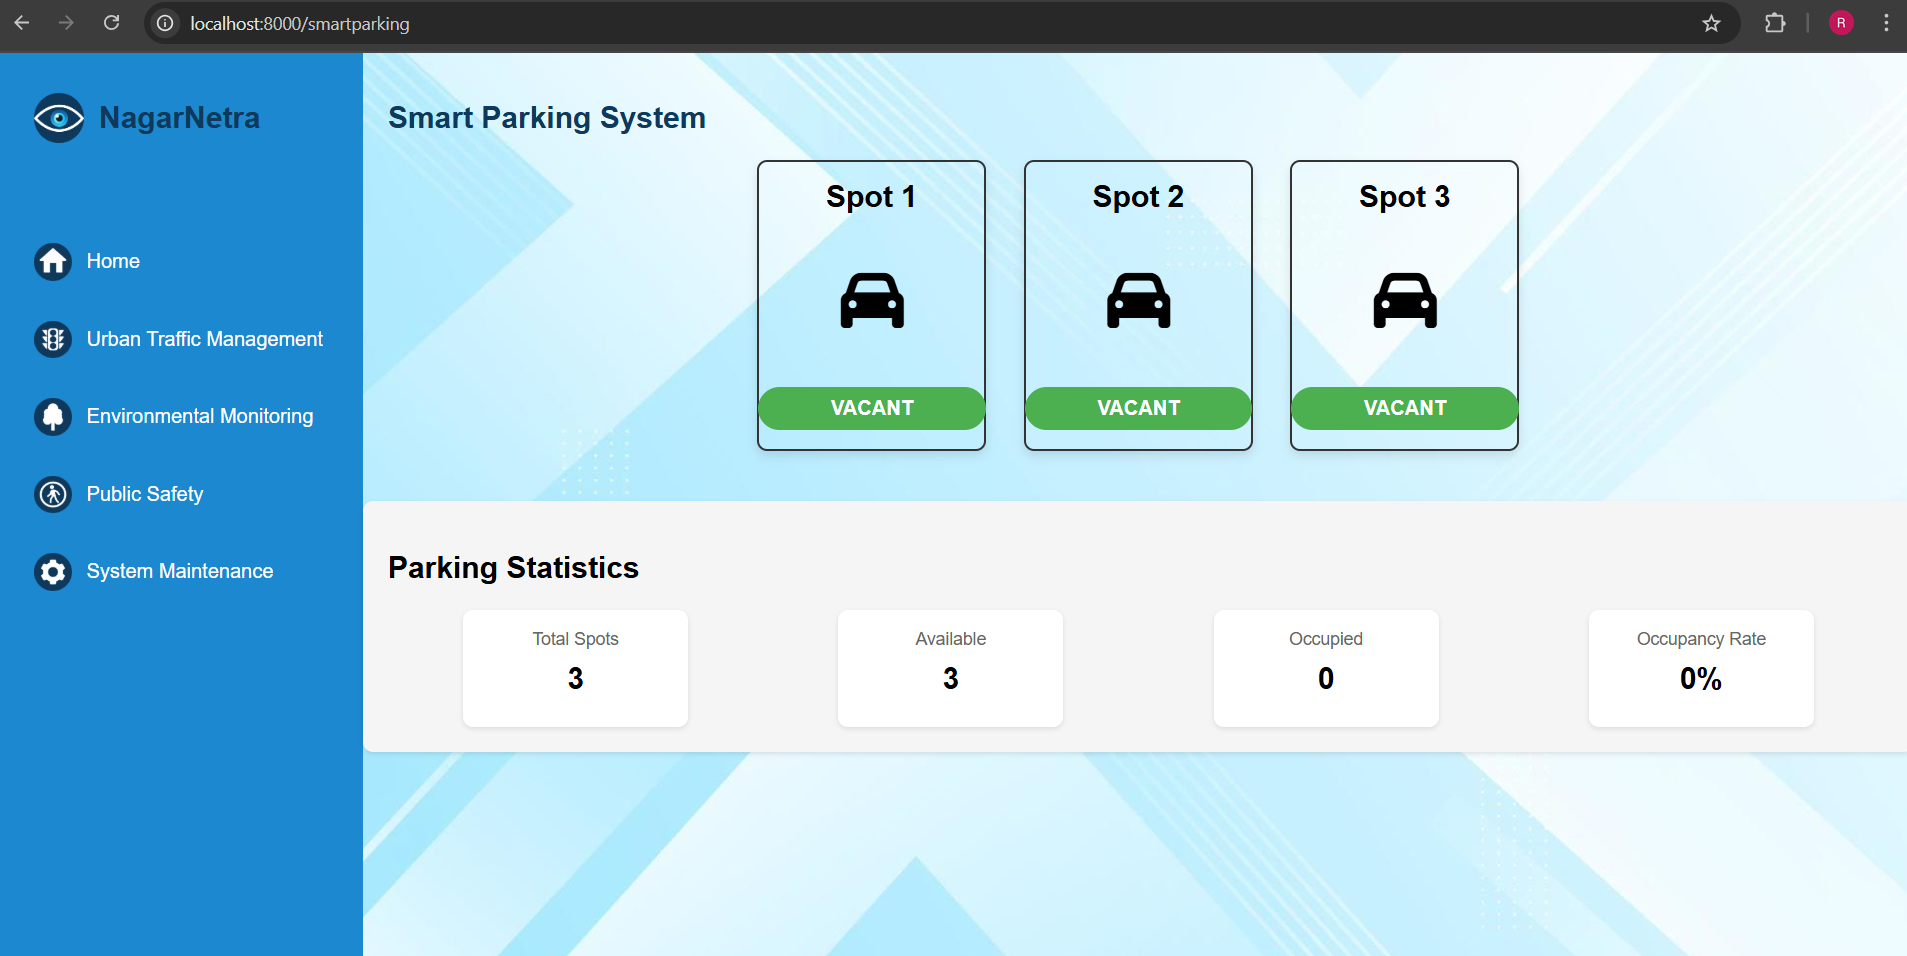 localhost:8000/smartparking
R
NagarNetra
Home
Urban Traffic Management
Environmental Monitoring
Public Safety
System Maintenance
Smart Parking System
Spot 1
VACANT
Spot 2
VACANT
Spot 3
VACANT
Parking Statistics
Total Spots
3
Available
3
Occupied
0
Occupancy Rate
0%